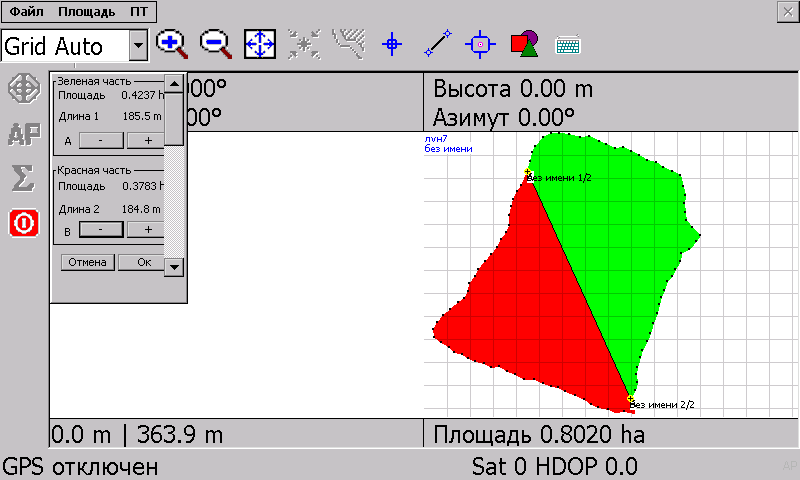 Файл Площадь ПТ
Grid Auto
Зеленая часть
Площадь 0.4237 h
Длина 1 185.5 m
A - +
Красная часть
Площадь 0.3783 h
Длина 2 184.8 m
B - +
Отмена Ок
AP
Σ
00°
00°
Высота 0.00 m
Азимут 0.00°
лун7
без имени
Без имени 1/2
Без имени 2/2
0.0 m | 363.9 m
Площадь 0.8020 ha
GPS отключен
Sat 0 HDOP 0.0
AP